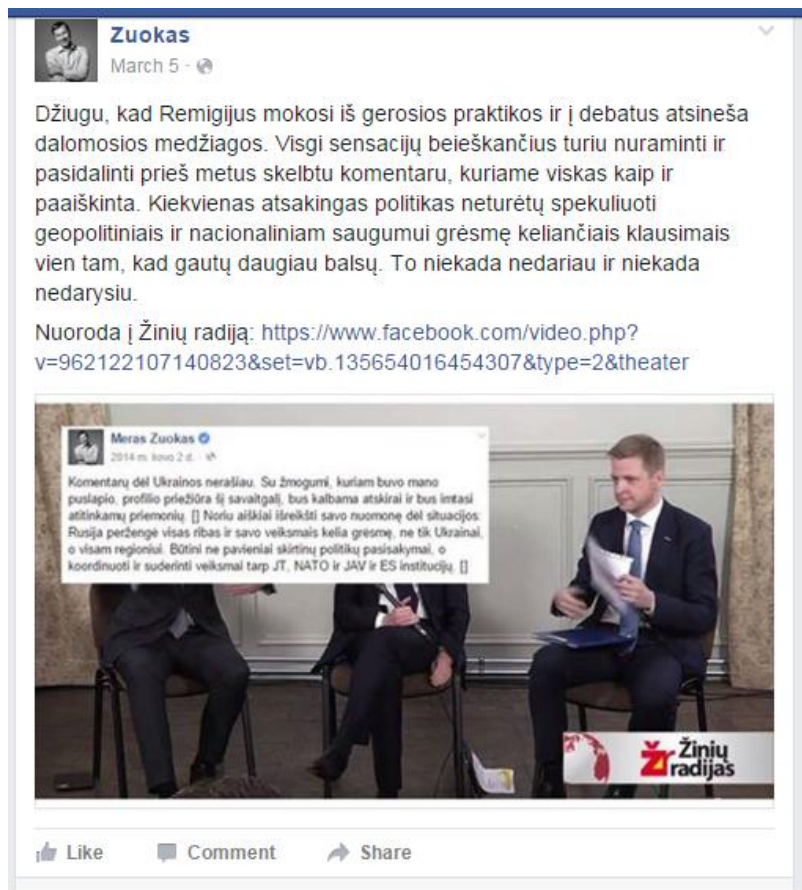 Zuokas
March 5 ·
Džiugu, kad Remigijus mokosi iš gerosios praktikos ir į debatus atsineša
dalomosios medžiagos. Visgi sensacijų beieškančius turiu nuraminti ir
pasidalinti prieš metus skelbtu komentaru, kuriame viskas kaip ir
paaiškinta. Kiekvienas atsakingas politikas neturėtų spekuliuoti
geopolitiniais ir nacionaliniam saugumui grėsmę keliančiais klausimais
vien tam, kad gautų daugiau balsų. To niekada nedariau ir niekada
nedarysiu.
Nuoroda į Žinių radiją: https://www.facebook.com/video.php?
v=962122107140823&set=vb.135654016454307&type=2&theater
Meras Zuokas
2014 m. kovo 2 d. ·
Komentarų dėl Ukrainos nerašiau. Su žmogumi, kuriam buvo mano
puslapio, profilio priežiūra šį savaitgalį, bus kalbama atskirai ir bus imtasi
atitinkamų priemonių. [] Noriu aiškiai išreikšti savo nuomonę dėl situacijos:
Rusija peržengė visas ribas ir savo veiksmais kelia grėsmę, ne tik Ukrainai,
o visam regioniui. Būtini ne pavieniai skirtinų politikų pasisakymai, o
koordinuoti ir suderinti veiksmai tarp JT, NATO ir JAV ir ES institucijų. []
Žr Žinių
radijas
Like Comment Share